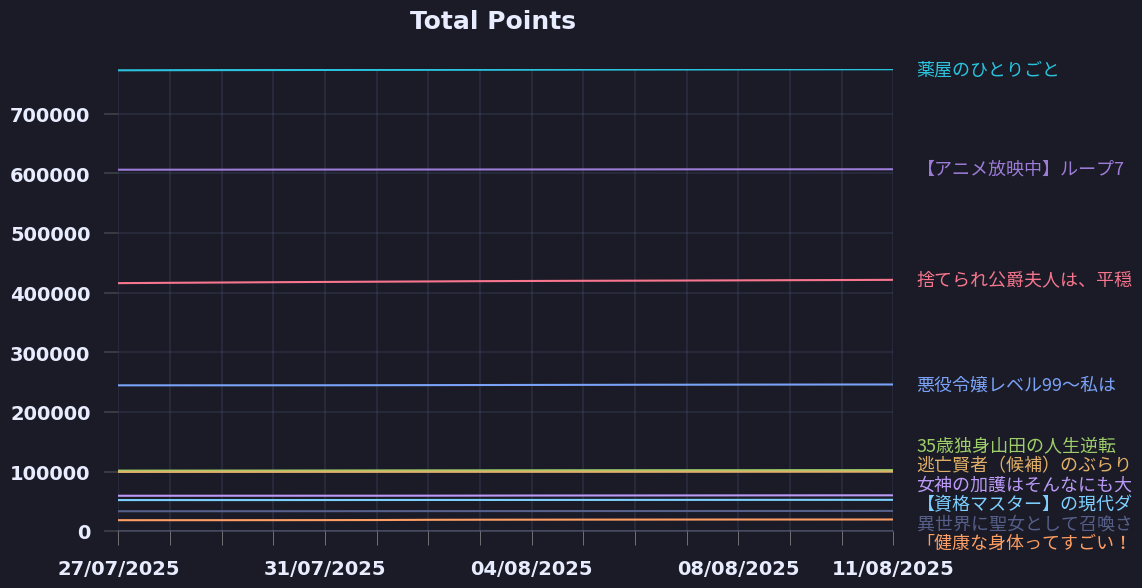 Total Points
700000
600000
500000
400000
300000
200000
100000
0
27/07/2025
31/07/2025
04/08/2025
08/08/2025
11/08/2025
薬屋のひとりごと
【アニメ放映中】ループ7
捨てられ公爵夫人は、平穏
悪役令嬢レベル99～私は
35歳独身山田の人生逆転
逃亡賢者（候補）のぶらり
女神の加護はそんなにも大
【資格マスター】の現代ダ
異世界に聖女として召喚さ
「健康な身体ってすごい！